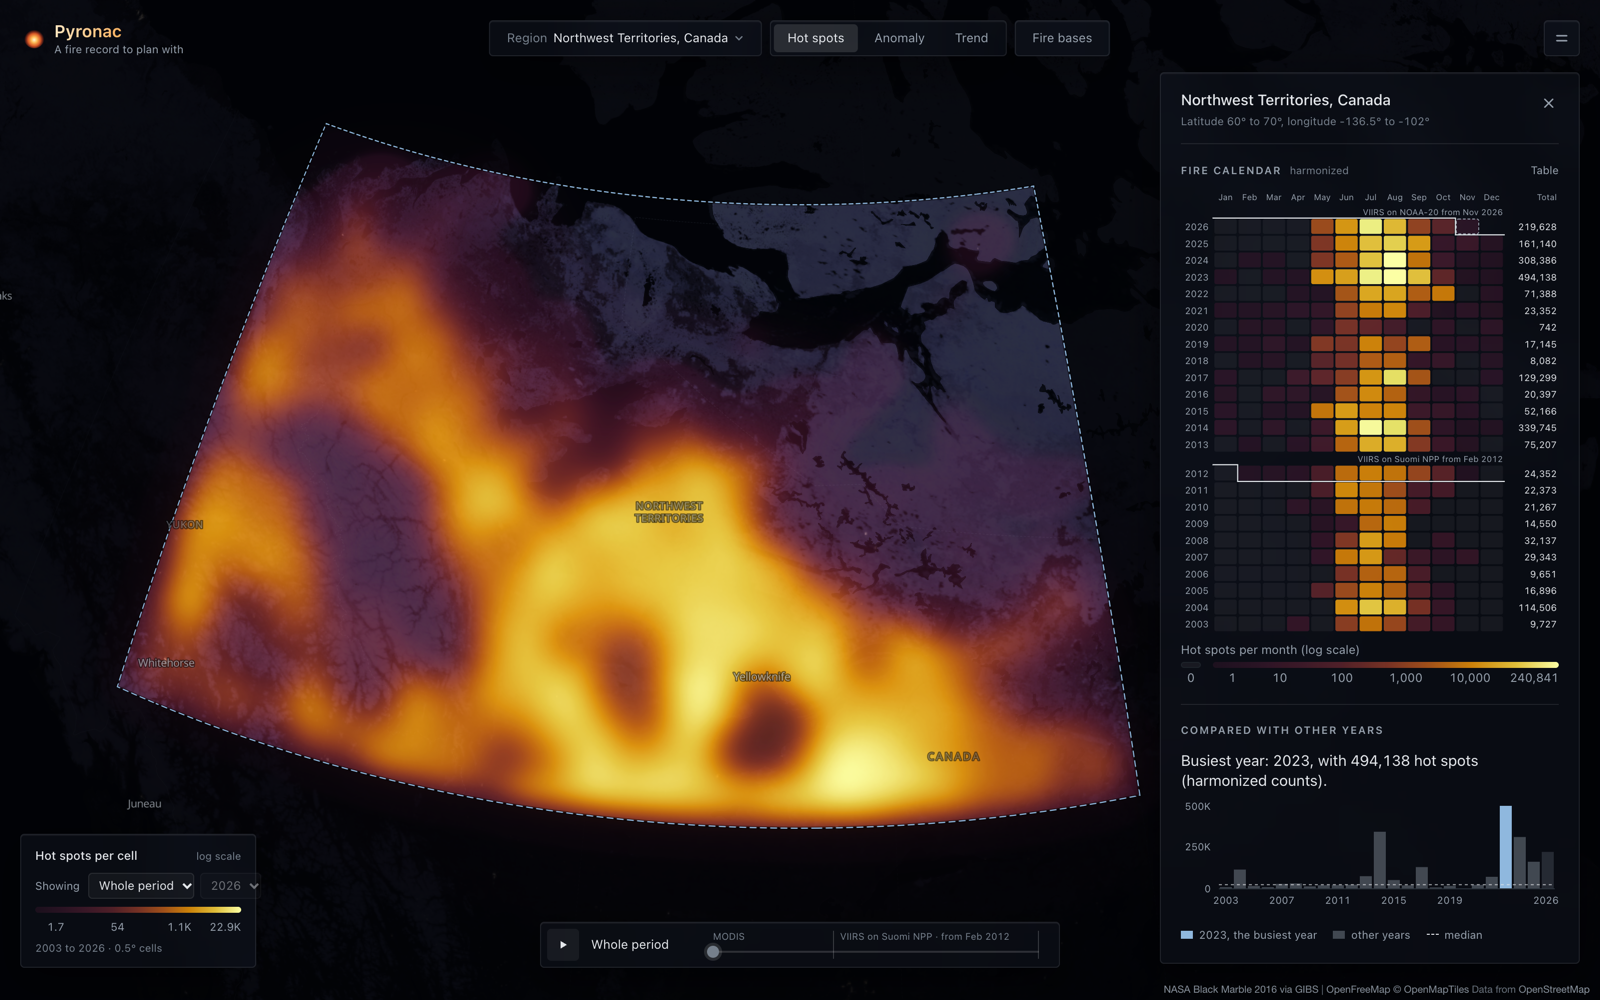 Pyronac
A fire record to plan with
Region Northwest Territories, Canada
Hot spots
Anomaly
Trend
Fire bases
Northwest Territories, Canada
Latitude 60° to 70°, longitude -136.5° to -102°
FIRE CALENDAR harmonized Table
Jan Feb Mar Apr May Jun Jul Aug Sep Oct Nov Dec Total
VIIRS on NOAA-20 from Nov 2026
2026 219,628
2025 161,140
2024 308,386
2023 494,138
2022 71,388
2021 23,352
2020 742
2019 17,145
2018 8,082
2017 129,299
2016 20,397
2015 52,166
2014 339,745
2013 75,207
VIIRS on Suomi NPP from Feb 2012
2012 24,352
2011 22,373
2010 21,267
2009 14,550
2008 32,137
2007 29,343
2006 9,651
2005 16,896
2004 114,506
2003 9,727
Hot spots per month (log scale)
0 1 10 100 1,000 10,000 240,841
COMPARED WITH OTHER YEARS
Busiest year: 2023, with 494,138 hot spots
(harmonized counts).
500K
250K
0
2003 2007 2011 2015 2019 2026
2023, the busiest year other years median
aks
YUKON
NORTHWEST
TERRITORIES
Whitehorse
Yellowknife
CANADA
Juneau
Hot spots per cell log scale
Showing Whole period 2026
1.7 54 1.1K 22.9K
2003 to 2026 · 0.5° cells
Whole period
MODIS
VIIRS on Suomi NPP · from Feb 2012
NASA Black Marble 2016 via GIBS | OpenFreeMap © OpenMapTiles Data from OpenStreetMap